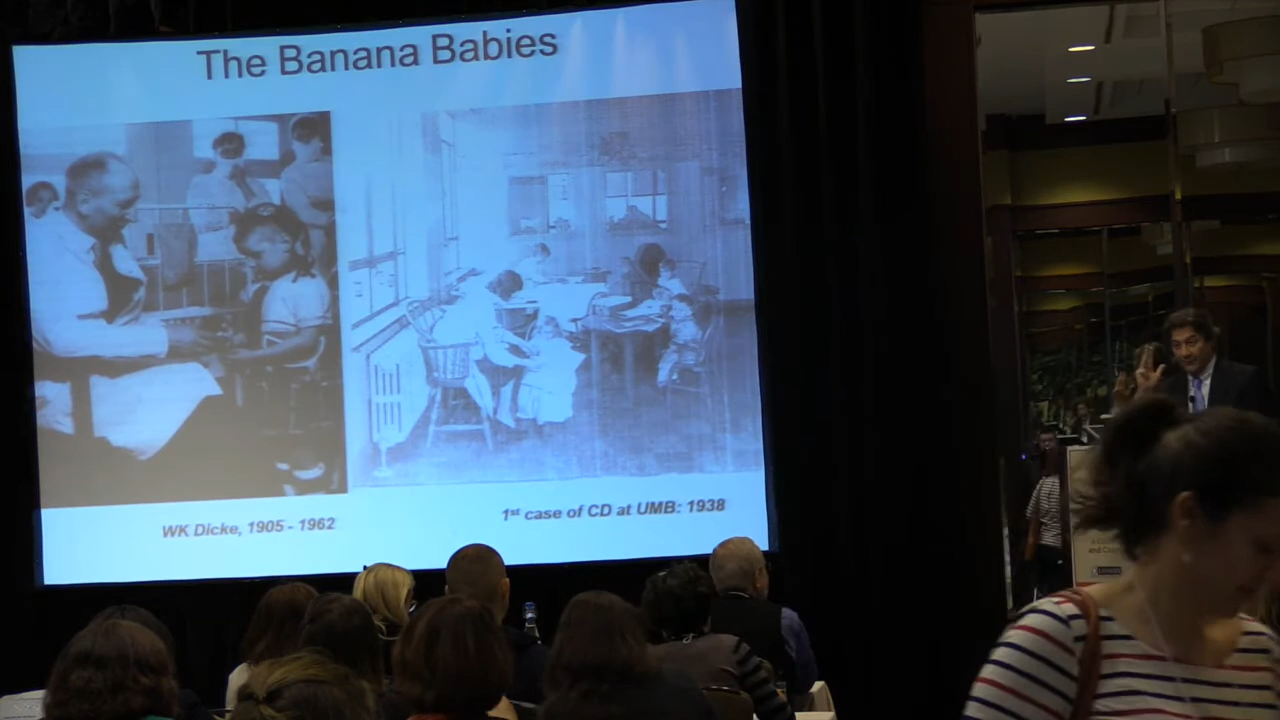 The Banana Babies
WK Dicke, 1905 - 1962
1st case of CD at UMB: 1938